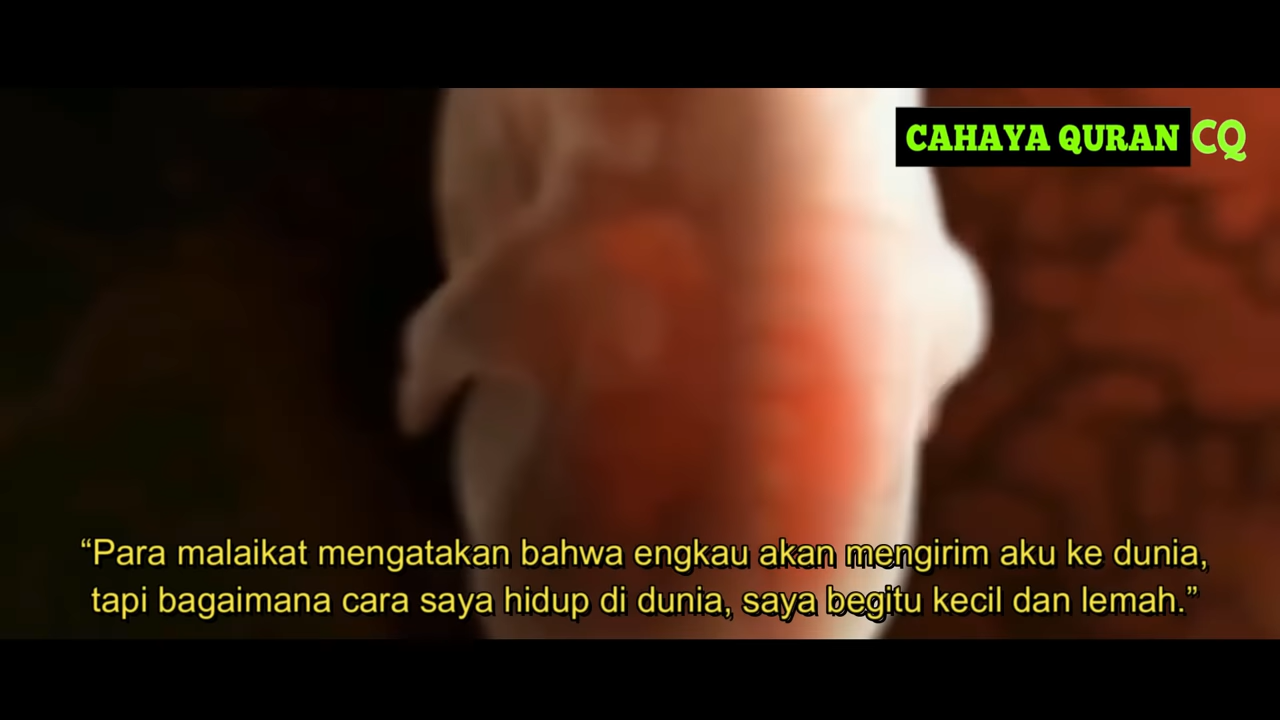 CAHAYA QURAN CQ
“Para malaikat mengatakan bahwa engkau akan mengirim aku ke dunia,
tapi bagaimana cara saya hidup di dunia, saya begitu kecil dan lemah.”